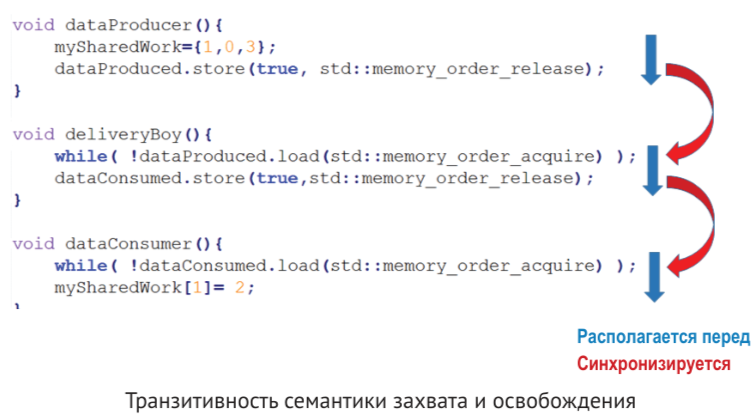 void dataProducer(){
    mySharedWork={1,0,3};
    dataProduced.store(true, std::memory_order_release);
}
void deliveryBoy(){
    while( !dataProduced.load(std::memory_order_acquire) );
    dataConsumed.store(true,std::memory_order_release);
}
void dataConsumer(){
    while( !dataConsumed.load(std::memory_order_acquire) );
    mySharedWork[1]= 2;
Располагается перед
Синхронизируется
Транзитивность семантики захвата и освобождения